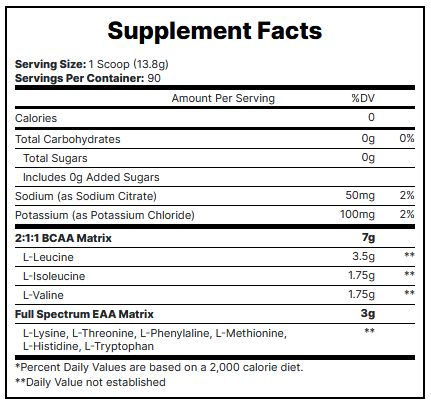 Supplement Facts
Serving Size: 1 Scoop (13.8g)
Servings Per Container: 90
Amount Per Serving %DV
Calories 0
Total Carbohydrates 0g 0%
Total Sugars 0g
Includes 0g Added Sugars
Sodium (as Sodium Citrate) 50mg 2%
Potassium (as Potassium Chloride) 100mg 2%
2:1:1 BCAA Matrix 7g
L-Leucine 3.5g **
L-Isoleucine 1.75g **
L-Valine 1.75g **
Full Spectrum EAA Matrix 3g
L-Lysine, L-Threonine, L-Phenylaline, L-Methionine, **
L-Histidine, L-Tryptophan
*Percent Daily Values are based on a 2,000 calorie diet.
**Daily Value not established